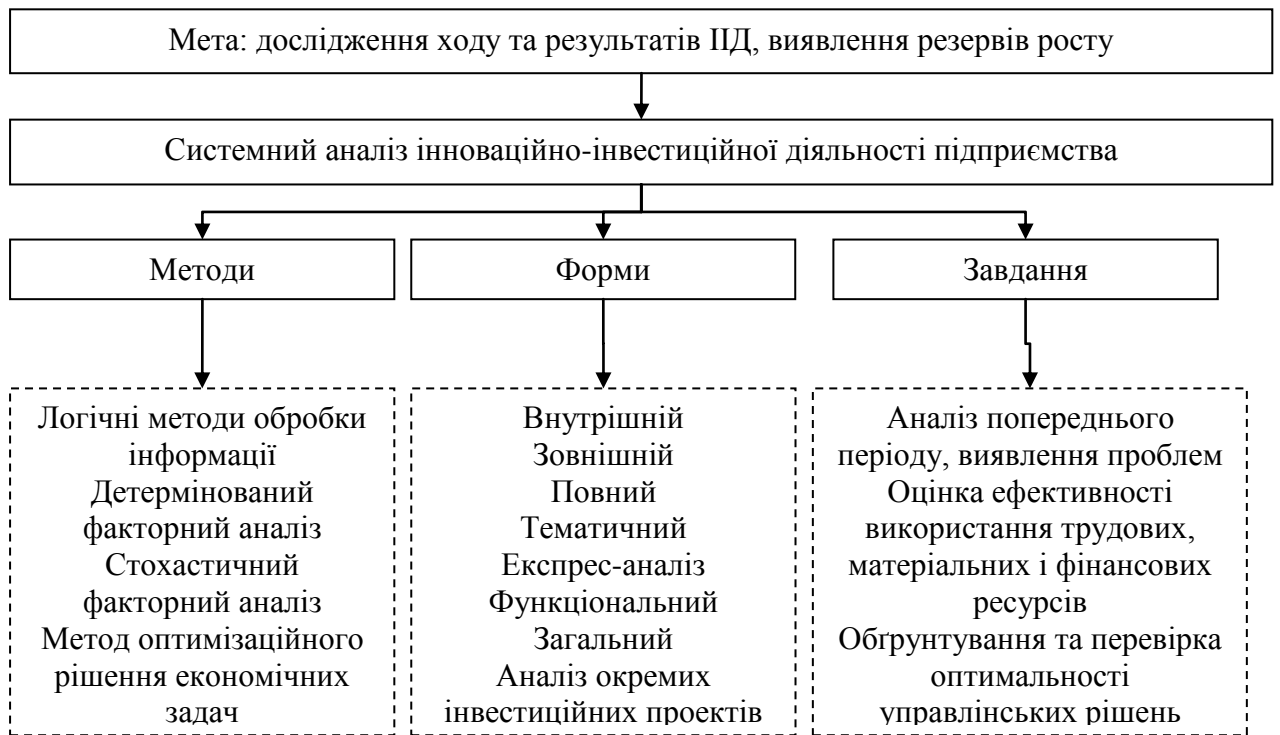 Мета: дослідження ходу та результатів ІІД, виявлення резервів росту
Системний аналіз інноваційно-інвестиційної діяльності підприємства
Методи
Форми
Завдання
Логічні методи обробки
інформації
Детермінований
факторний аналіз
Стохастичний
факторний аналіз
Метод оптимізаційного
рішення економічних
задач
Внутрішній
Зовнішній
Повний
Тематичний
Експрес-аналіз
Функціональний
Загальний
Аналіз окремих
інвестиційних проектів
Аналіз попереднього
періоду, виявлення проблем
Оцінка ефективності
використання трудових,
матеріальних і фінансових
ресурсів
Обґрунтування та перевірка
оптимальності
управлінських рішень